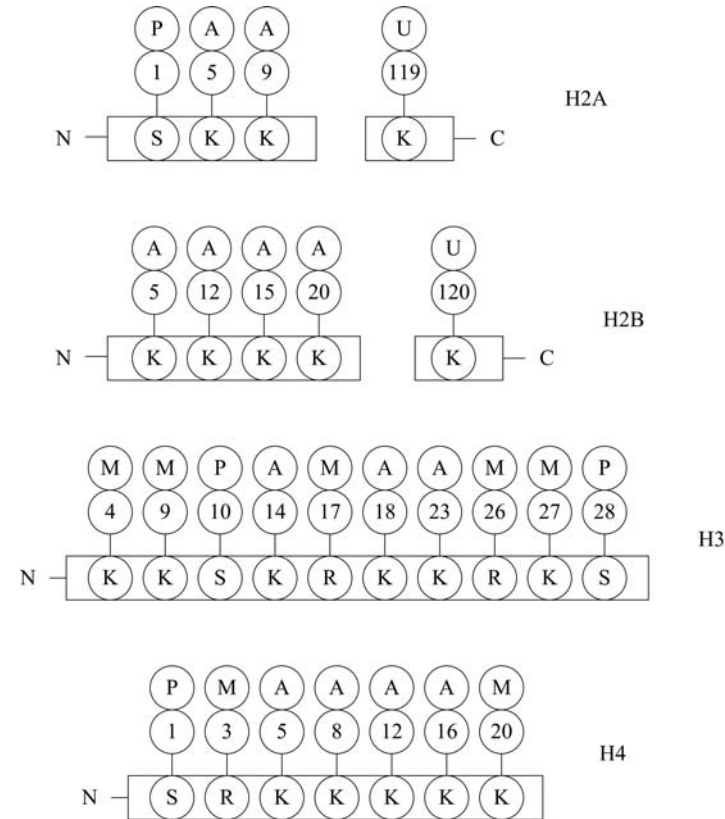 P A A U
1 5 9 119
H2A
N S K K K C
A A A A U
5 12 15 20 120
H2B
N K K K K K C
M M P A M A A M M P
4 9 10 14 17 18 23 26 27 28
H3
N K K S K R K K R K S
P M A A A A M
1 3 5 8 12 16 20
H4
N S R K K K K K